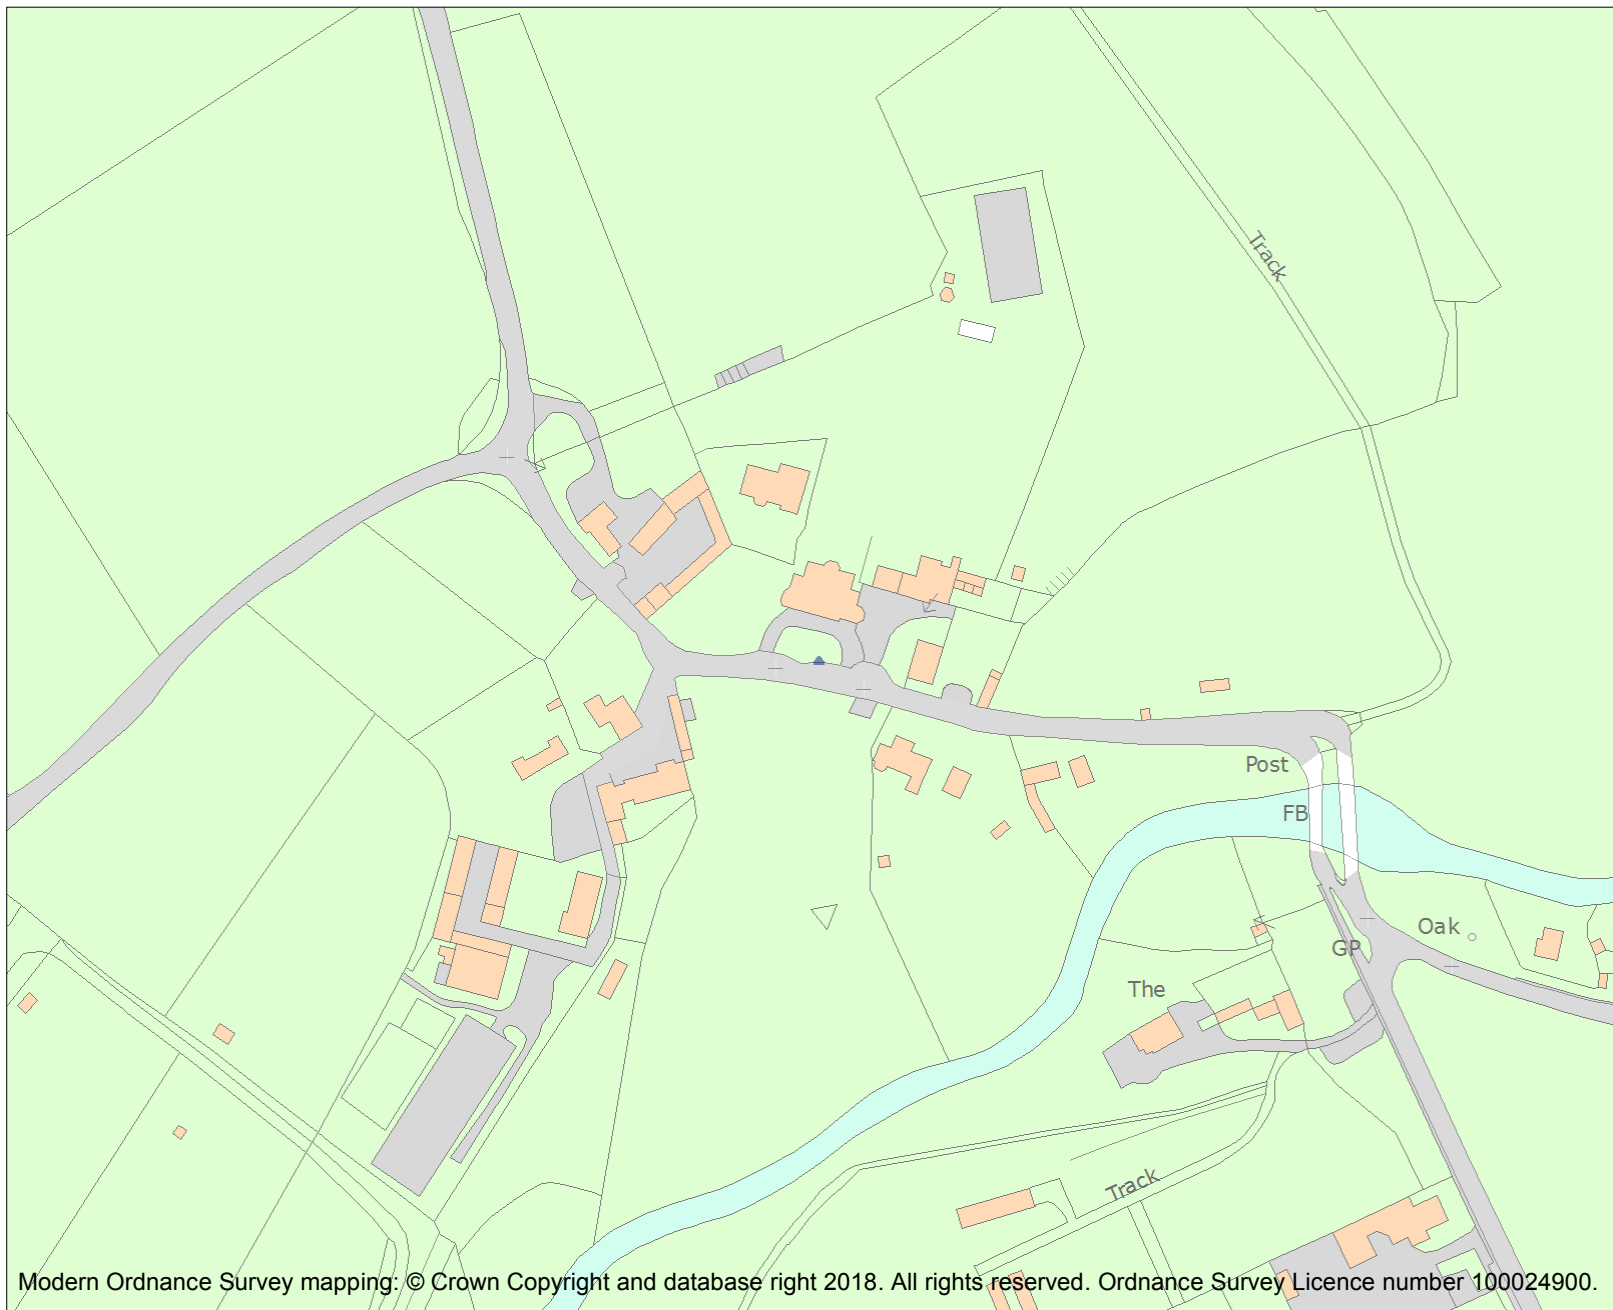 Track
Post
FB
Oak
GP
The
Track
Modern Ordnance Survey mapping: © Crown Copyright and database right 2018. All rights reserved. Ordnance Survey Licence number 100024900.